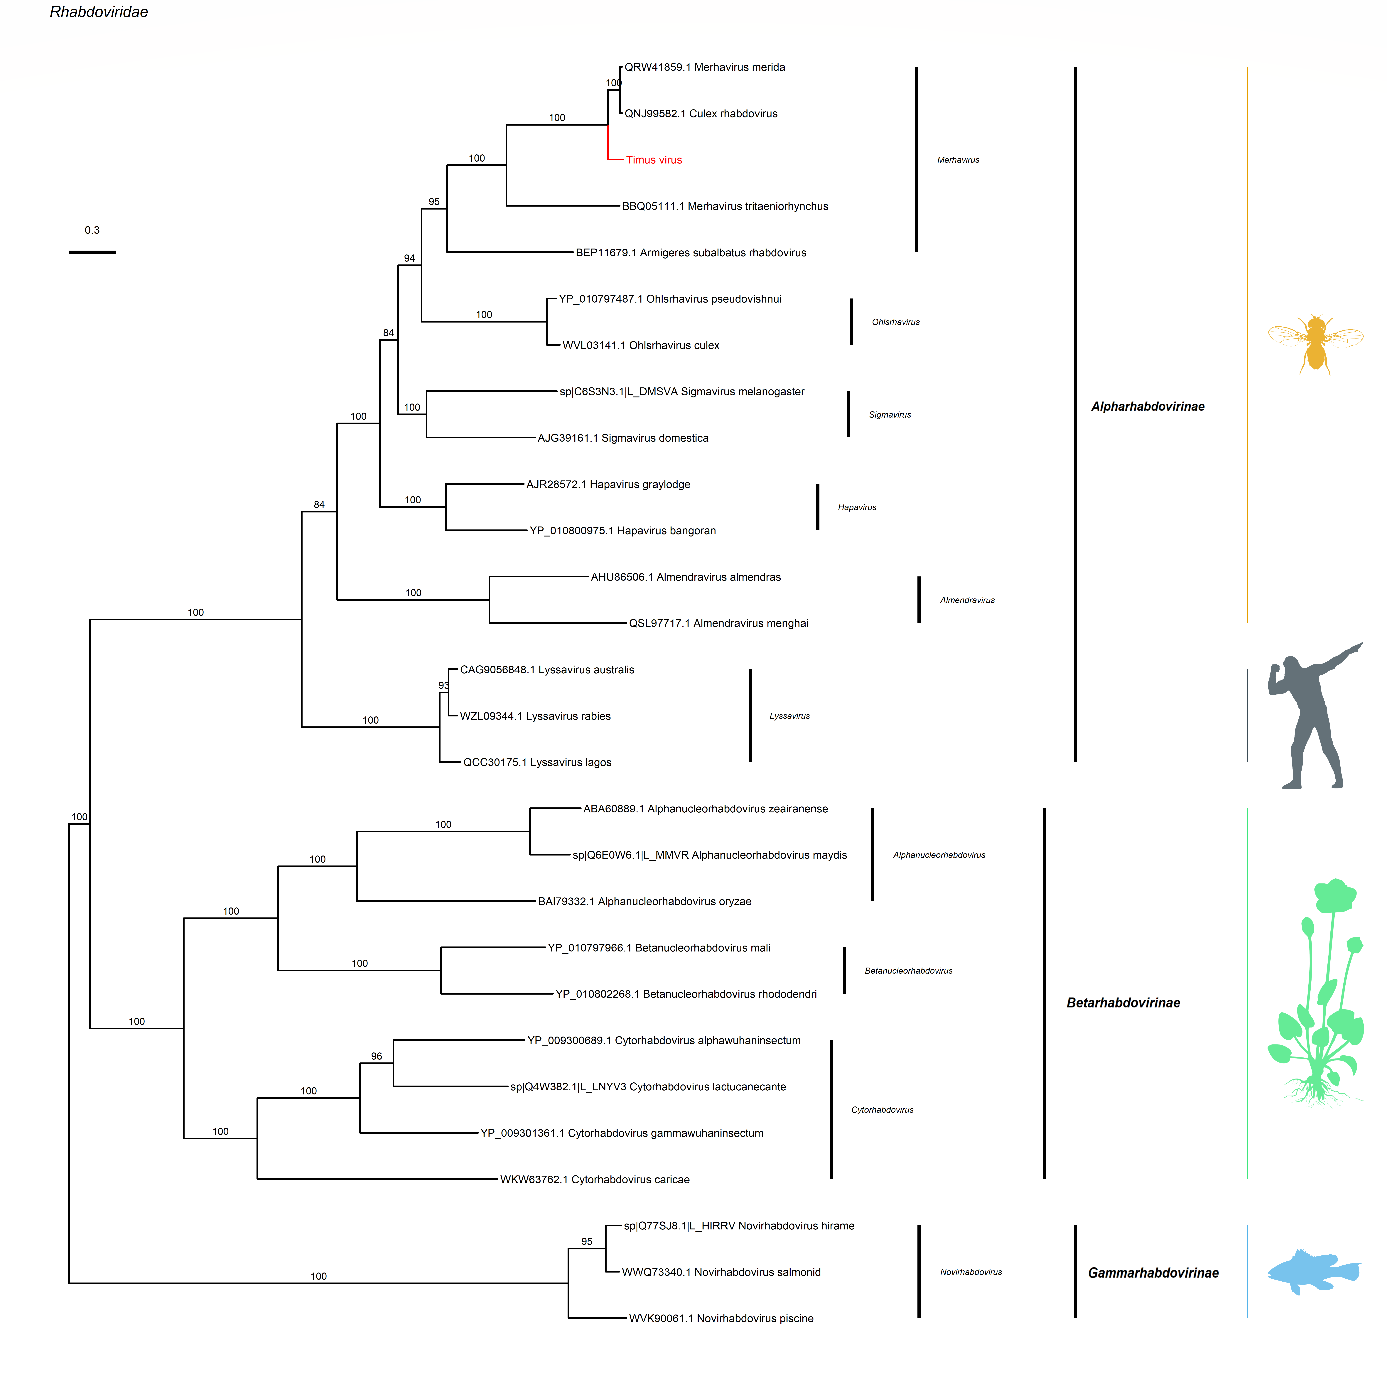 Rhabdoviridae
QRW41859.1 Merhavirus merida
100
QNJ99582.1 Culex rhabdovirus
100
Timus virus
Merhavirus
100
95
BBQ05111.1 Merhavirus tritaeniorhynchus
0.3
BEP11679.1 Armigeres subalbatus rhabdovirus
94
YP_010797487.1 Ohlsrhavirus pseudovishnui
100
Ohlsrhavirus
84
WVL03141.1 Ohlsrhavirus culex
sp|C6S3N3.1|L_DMSVA Sigmavirus melanogaster
Alpharhabdovirinae
100
100
Sigmavirus
AJG39161.1 Sigmavirus domestica
AJR28572.1 Hapavirus graylodge
84
100
Hapavirus
YP_010800975.1 Hapavirus bangoran
AHU86506.1 Almendravirus almendras
100
Almendravirus
100
QSL97717.1 Almendravirus menghai
CAG9056848.1 Lyssavirus australis
93
100
WZL09344.1 Lyssavirus rabies
Lyssavirus
QCC30175.1 Lyssavirus lagos
ABA60889.1 Alphanucleorhabdovirus zeairanense
100
100
100
sp|Q6E0W6.1|L_MMVR Alphanucleorhabdovirus maydis
Alphanucleorhabdovirus
BAI79332.1 Alphanucleorhabdovirus oryzae
100
YP_010797966.1 Betanucleorhabdovirus mali
100
Betanucleorhabdovirus
YP_010802268.1 Betanucleorhabdovirus rhododendri
Betarhabdovirinae
100
YP_009300689.1 Cytorhabdovirus alphawuhaninsectum
96
sp|Q4W3B2.1|L_LNYV3 Cytorhabdovirus lactucanecante
100
Cytorhabdovirus
100
YP_009301361.1 Cytorhabdovirus gammawuhaninsectum
WKW63762.1 Cytorhabdovirus caricae
sp|Q77SJ8.1|L_HIRRV Novirhabdovirus hirame
95
100
WWQ73340.1 Novirhabdovirus salmonid
Novirhabdovirus
Gammarhabdovirinae
WVK90061.1 Novirhabdovirus piscine